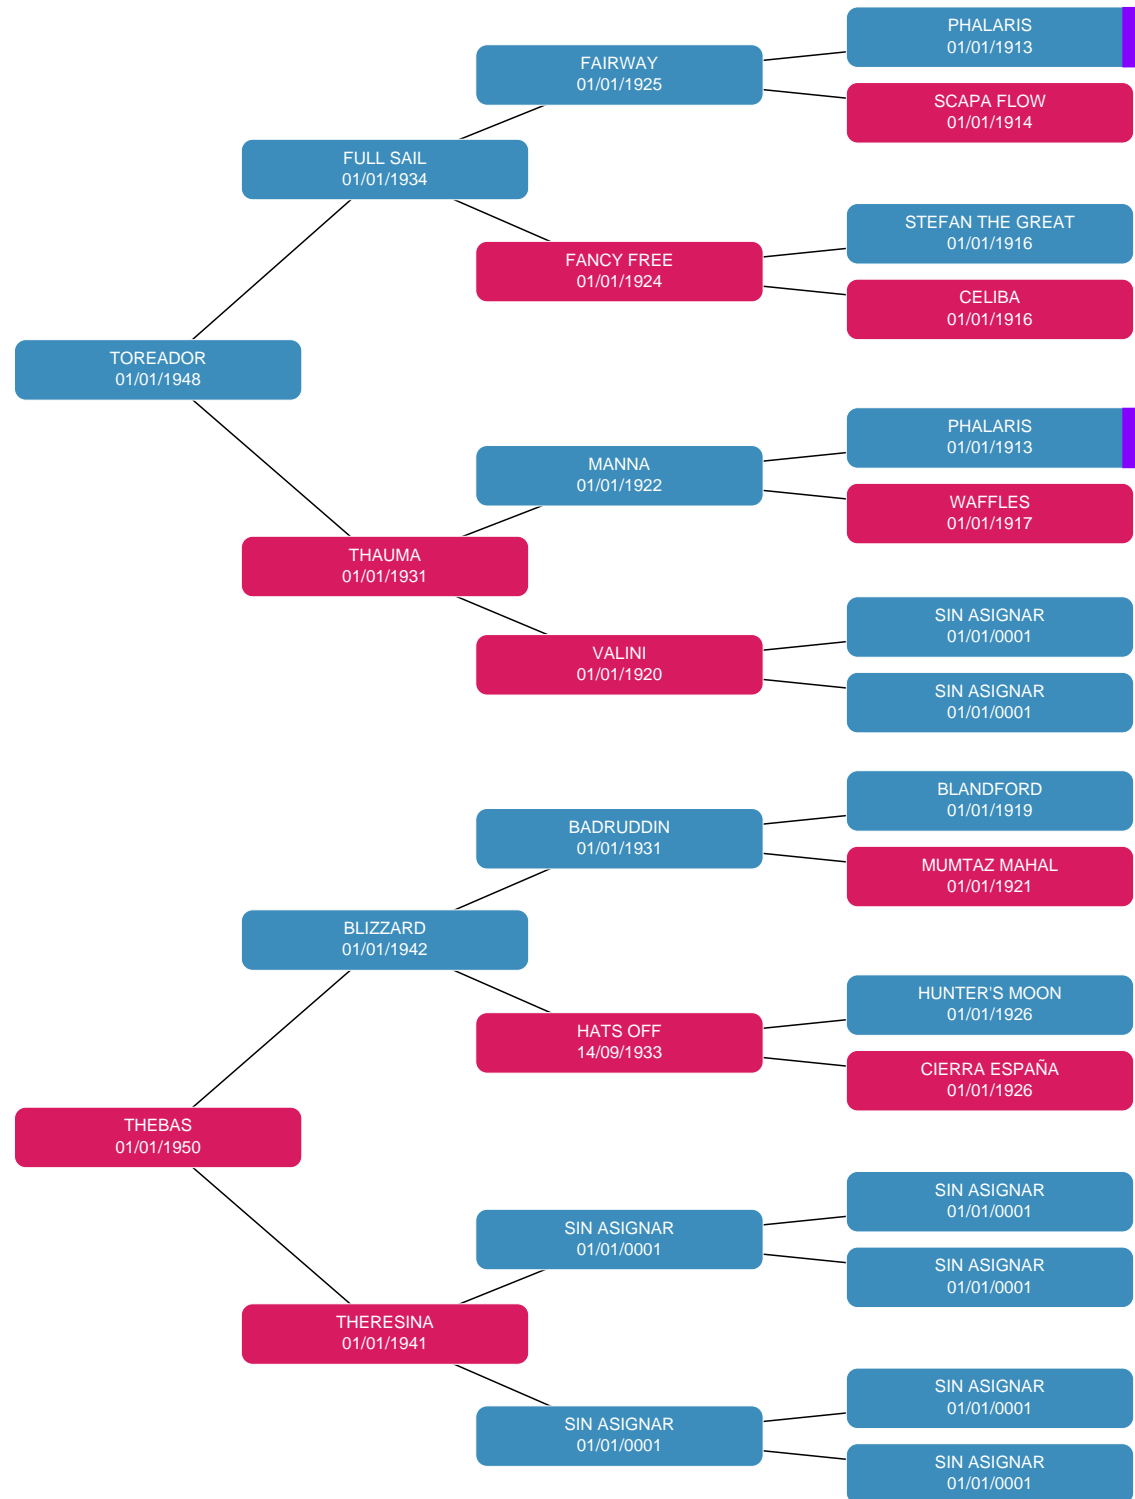 PHALARIS
01/01/1913
FAIRWAY
01/01/1925
SCAPA FLOW
01/01/1914
FULL SAIL
01/01/1934
STEFAN THE GREAT
01/01/1916
FANCY FREE
01/01/1924
CELIBA
01/01/1916
TOREADOR
01/01/1948
PHALARIS
01/01/1913
MANNA
01/01/1922
WAFFLES
01/01/1917
THAUMA
01/01/1931
SIN ASIGNAR
01/01/0001
VALINI
01/01/1920
SIN ASIGNAR
01/01/0001
BLANDFORD
01/01/1919
BADRUDDIN
01/01/1931
MUMTAZ MAHAL
01/01/1921
BLIZZARD
01/01/1942
HUNTER'S MOON
01/01/1926
HATS OFF
14/09/1933
CIERRA ESPAÑA
01/01/1926
THEBAS
01/01/1950
SIN ASIGNAR
01/01/0001
SIN ASIGNAR
01/01/0001
SIN ASIGNAR
01/01/0001
THERESINA
01/01/1941
SIN ASIGNAR
01/01/0001
SIN ASIGNAR
01/01/0001
SIN ASIGNAR
01/01/0001